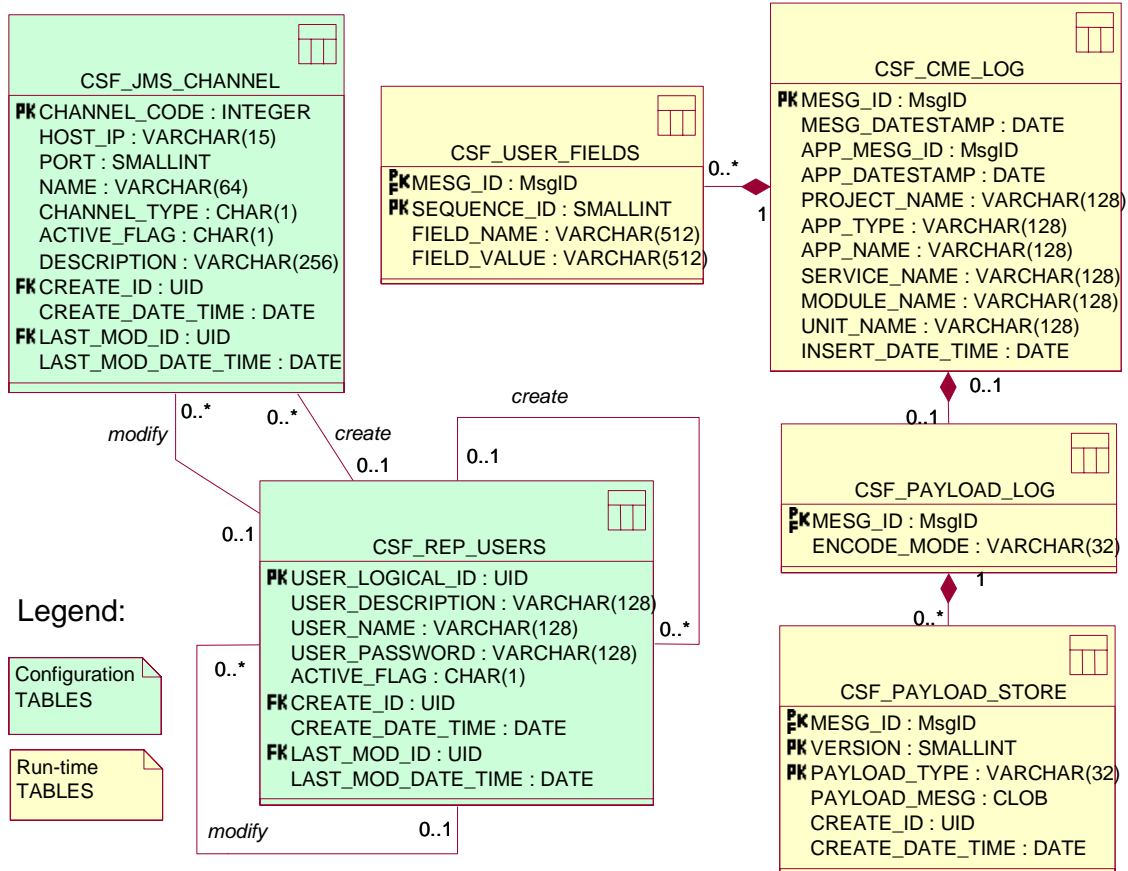 CSF_JMS_CHANNEL
PK CHANNEL_CODE : INTEGER
HOST_IP : VARCHAR(15)
PORT : SMALLINT
NAME : VARCHAR(64)
CHANNEL_TYPE : CHAR(1)
ACTIVE_FLAG : CHAR(1)
DESCRIPTION : VARCHAR(256)
FK CREATE_ID : UID
CREATE_DATE_TIME : DATE
FK LAST_MOD_ID : UID
LAST_MOD_DATE_TIME : DATE
CSF_USER_FIELDS
PFK MESG_ID : MsgID
PK SEQUENCE_ID : SMALLINT
FIELD_NAME : VARCHAR(512)
FIELD_VALUE : VARCHAR(512)
0..*
1
CSF_CME_LOG
PK MESG_ID : MsgID
MESG_DATESTAMP : DATE
APP_MESG_ID : MsgID
APP_DATESTAMP : DATE
PROJECT_NAME : VARCHAR(128)
APP_TYPE : VARCHAR(128)
APP_NAME : VARCHAR(128)
SERVICE_NAME : VARCHAR(128)
MODULE_NAME : VARCHAR(128)
UNIT_NAME : VARCHAR(128)
INSERT_DATE_TIME : DATE
0..1
0..1
0..*
modify
0..1
0..*
create
0..1
create
0..1
0..*
CSF_REP_USERS
PK USER_LOGICAL_ID : UID
USER_DESCRIPTION : VARCHAR(128)
USER_NAME : VARCHAR(128)
USER_PASSWORD : VARCHAR(128)
ACTIVE_FLAG : CHAR(1)
FK CREATE_ID : UID
CREATE_DATE_TIME : DATE
FK LAST_MOD_ID : UID
LAST_MOD_DATE_TIME : DATE
0..*
modify
0..1
CSF_PAYLOAD_LOG
PFK MESG_ID : MsgID
ENCODE_MODE : VARCHAR(32)
1
0..*
CSF_PAYLOAD_STORE
PFK MESG_ID : MsgID
PK VERSION : SMALLINT
PK PAYLOAD_TYPE : VARCHAR(32)
PAYLOAD_MESG : CLOB
CREATE_ID : UID
CREATE_DATE_TIME : DATE
Legend:
Configuration
TABLES
Run-time
TABLES